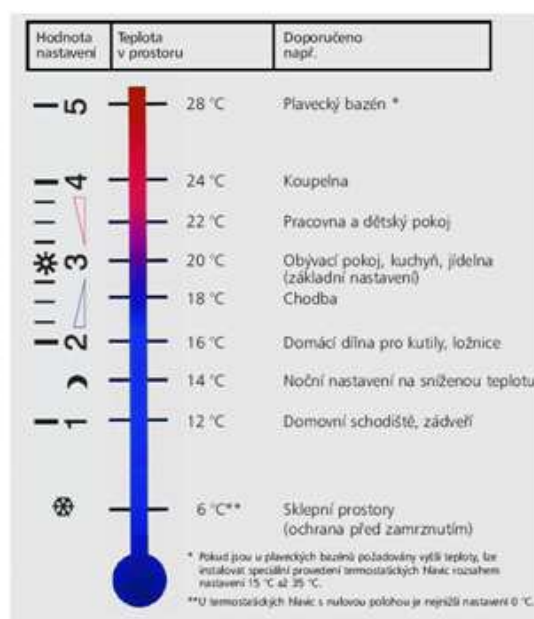 Hodnota nastavení
Teplota v prostoru
Doporučeno např.
5 28 °C Plavecký bazén *
4 24 °C Koupelna
22 °C Pracovna a dětský pokoj
3 20 °C Obývací pokoj, kuchyň, jídelna
(základní nastavení)
18 °C Chodba
2 16 °C Domácí dílna pro kutily, ložnice
14 °C Noční nastavení na sníženou teplotu
1 12 °C Domovní schodiště, zádveří
6 °C** Sklepní prostory
(ochrana před zamrznutím)
* Pokud jsou u plaveckých bazénů požadovány vyšší teploty, lze
instalovat speciální provedení termostatických hlavic rozsahem
nastavení 15 °C až 35 °C.
**U termostatických hlavic s nulovou polohou je nejnižší nastavení 0 °C.